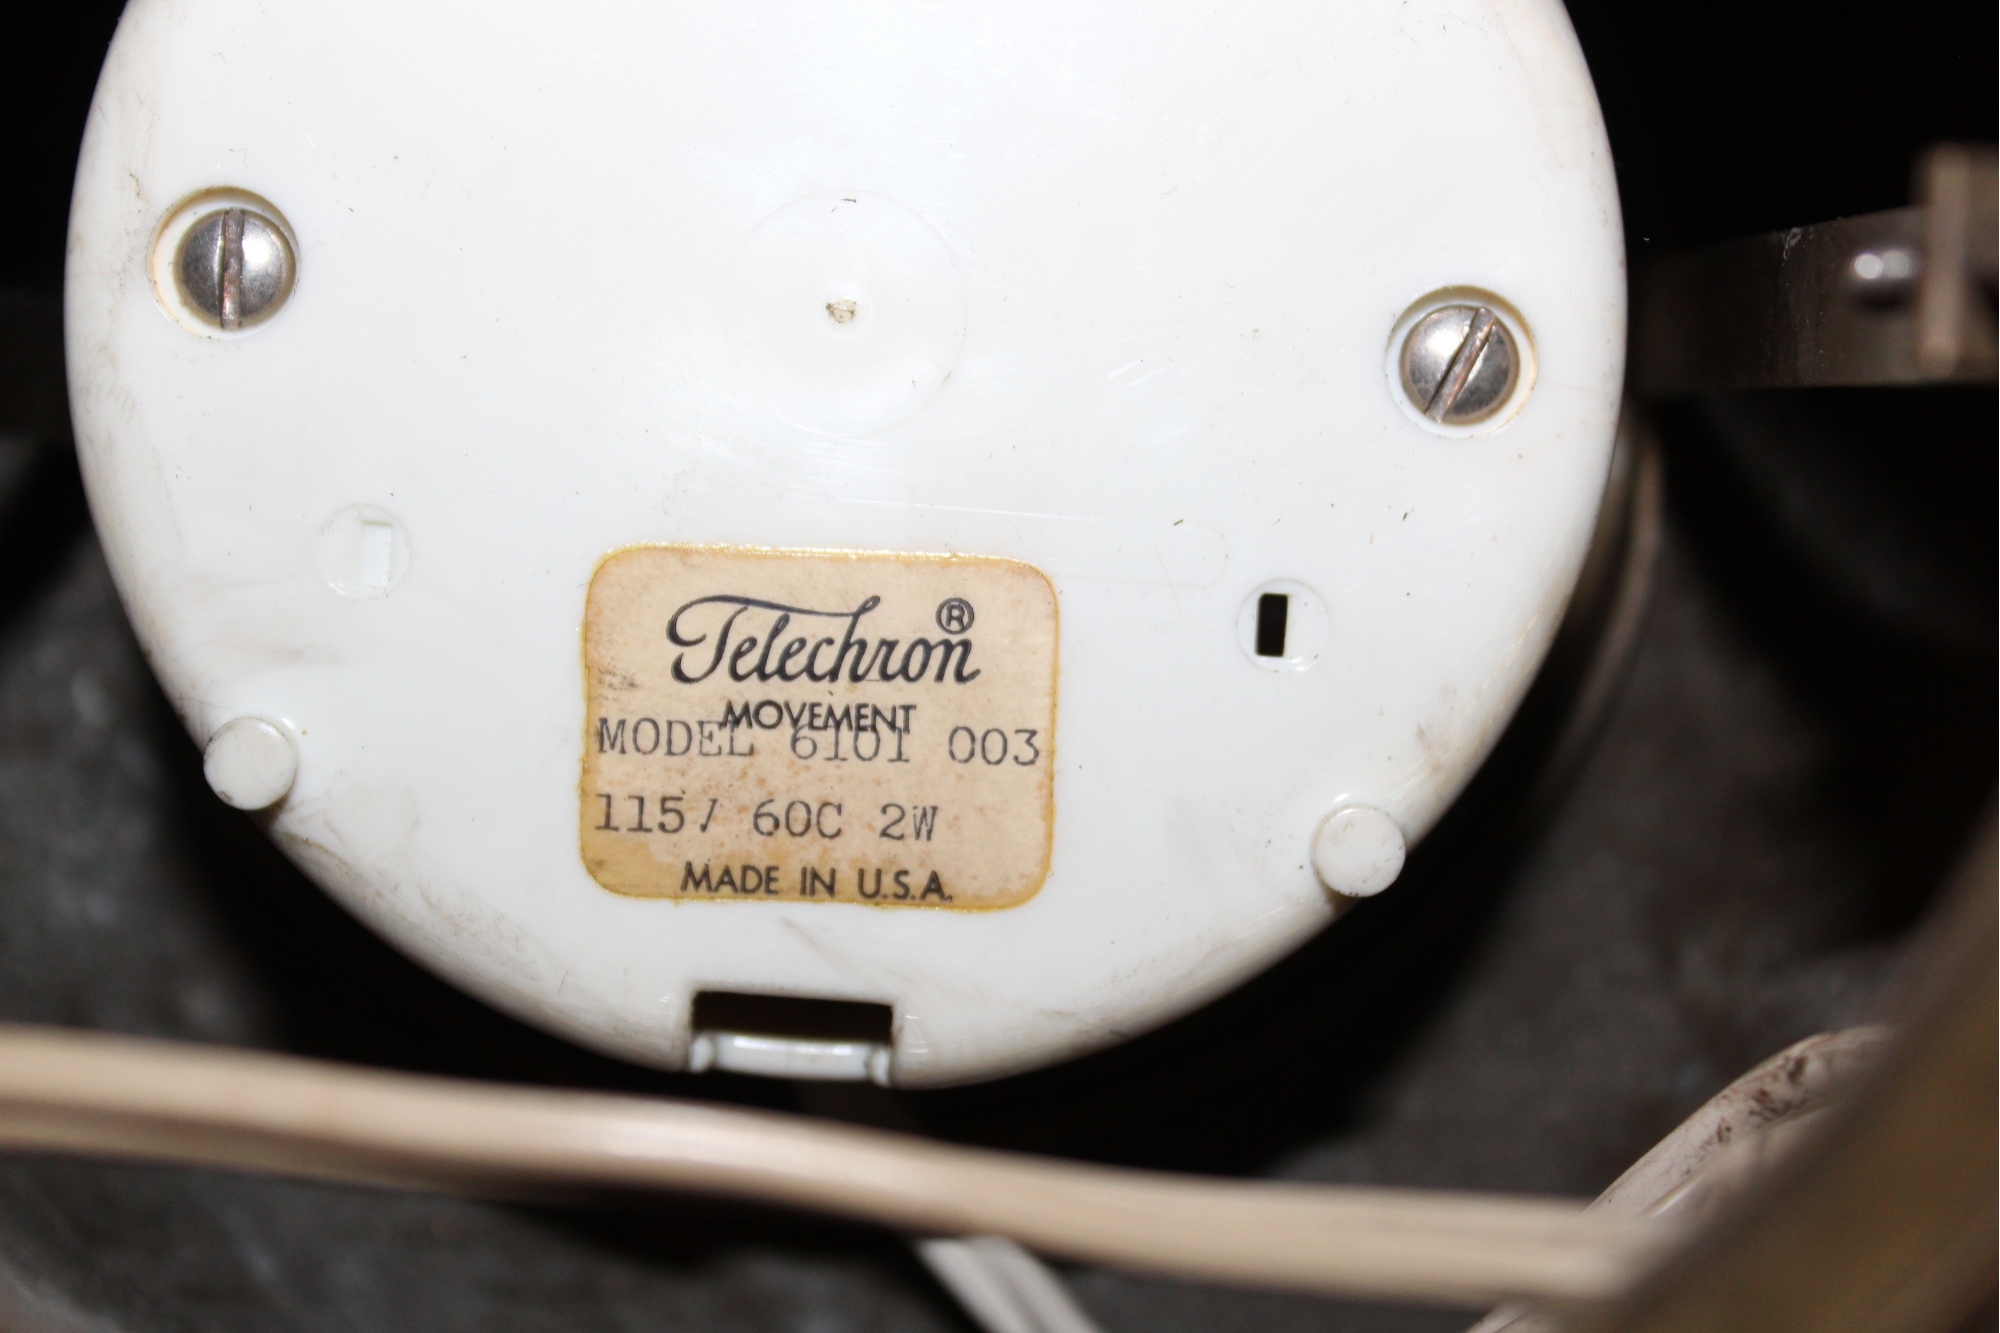 Telechron®
MOVEMENT
MODEL 6101 003
115/ 60C 2W
MADE IN U.S.A.